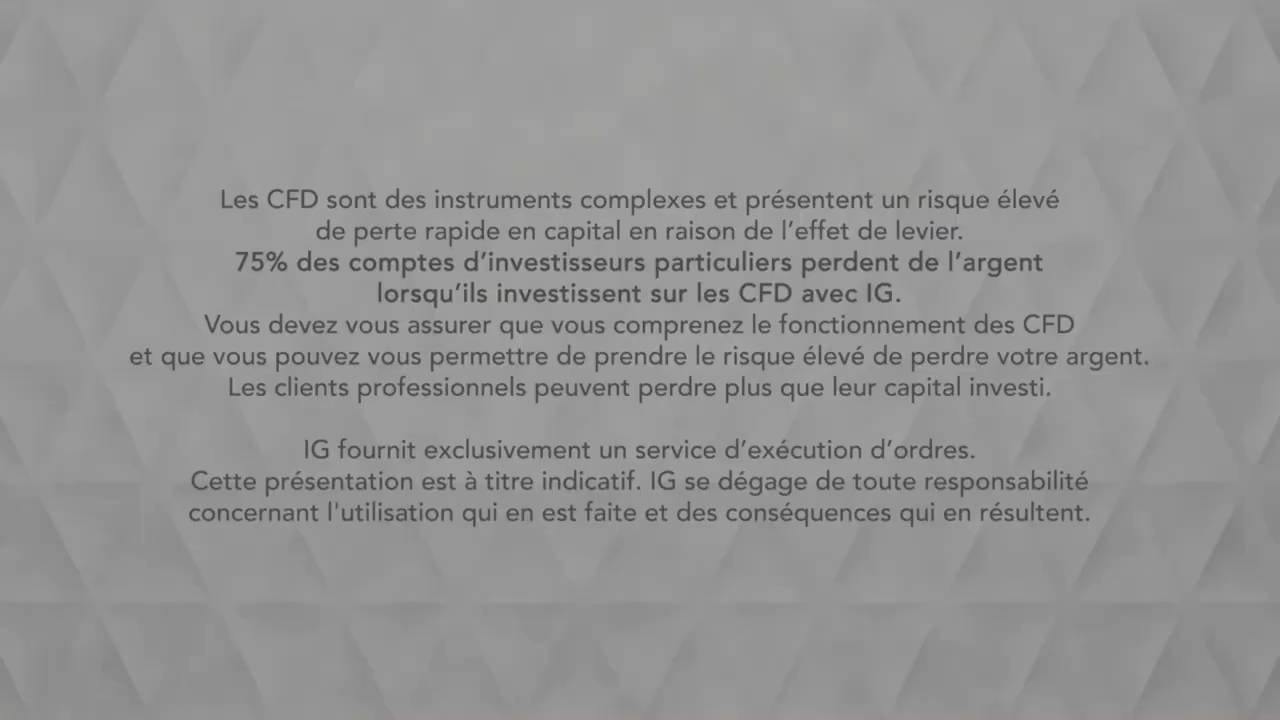 Les CFD sont des instruments complexes et présentent un risque élevé
de perte rapide en capital en raison de l’effet de levier.
75% des comptes d’investisseurs particuliers perdent de l’argent
lorsqu’ils investissent sur les CFD avec IG.
Vous devez vous assurer que vous comprenez le fonctionnement des CFD
et que vous pouvez vous permettre de prendre le risque élevé de perdre votre argent.
Les clients professionnels peuvent perdre plus que leur capital investi.
IG fournit exclusivement un service d’exécution d’ordres.
Cette présentation est à titre indicatif. IG se dégage de toute responsabilité
concernant l'utilisation qui en est faite et des conséquences qui en résultent.